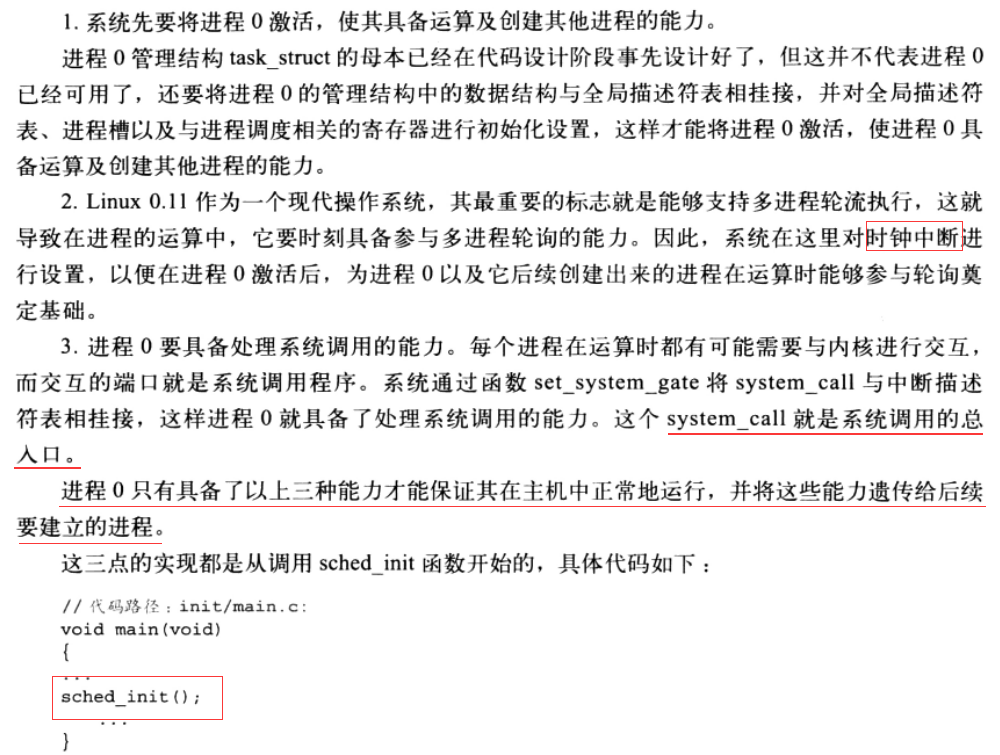 1. 系统先要将进程 0 激活，使其具备运算及创建其他进程的能力。
进程 0 管理结构 task_struct 的母本已经在代码设计阶段事先设计好了，但这并不代表进程 0
已经可用了，还要将进程 0 的管理结构中的数据结构与全局描述符表相挂接，并对全局描述符
表、进程槽以及与进程调度相关的寄存器进行初始化设置，这样才能将进程 0 激活，使进程 0 具
备运算及创建其他进程的能力。
2. Linux 0.11 作为一个现代操作系统，其最重要的标志就是能够支持多进程轮流执行，这就
导致在进程的运算中，它要时刻具备参与多进程轮询的能力。因此，系统在这里对时钟中断进
行设置，以便在进程 0 激活后，为进程 0 以及它后续创建出来的进程在运算时能够参与轮询奠
定基础。
3. 进程 0 要具备处理系统调用的能力。每个进程在运算时都有可能需要与内核进行交互，
而交互的端口就是系统调用程序。系统通过函数 set_system_gate 将 system_call 与中断描述
符表相挂接，这样进程 0 就具备了处理系统调用的能力。这个 system_call 就是系统调用的总
入口。
进程 0 只有具备了以上三种能力才能保证其在主机中正常地运行，并将这些能力遗传给后续
要建立的进程。
这三点的实现都是从调用 sched_init 函数开始的，具体代码如下：
// 代码路径：init/main.c:
void main(void)
{
...
sched_init();
...
}